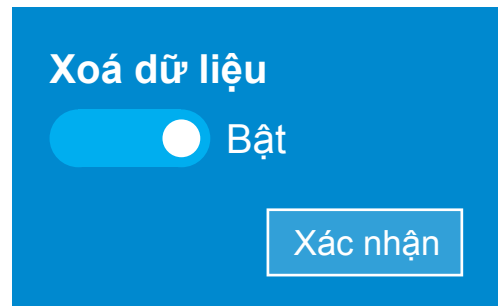 Xoá dữ liệu
Bật
Xác nhận